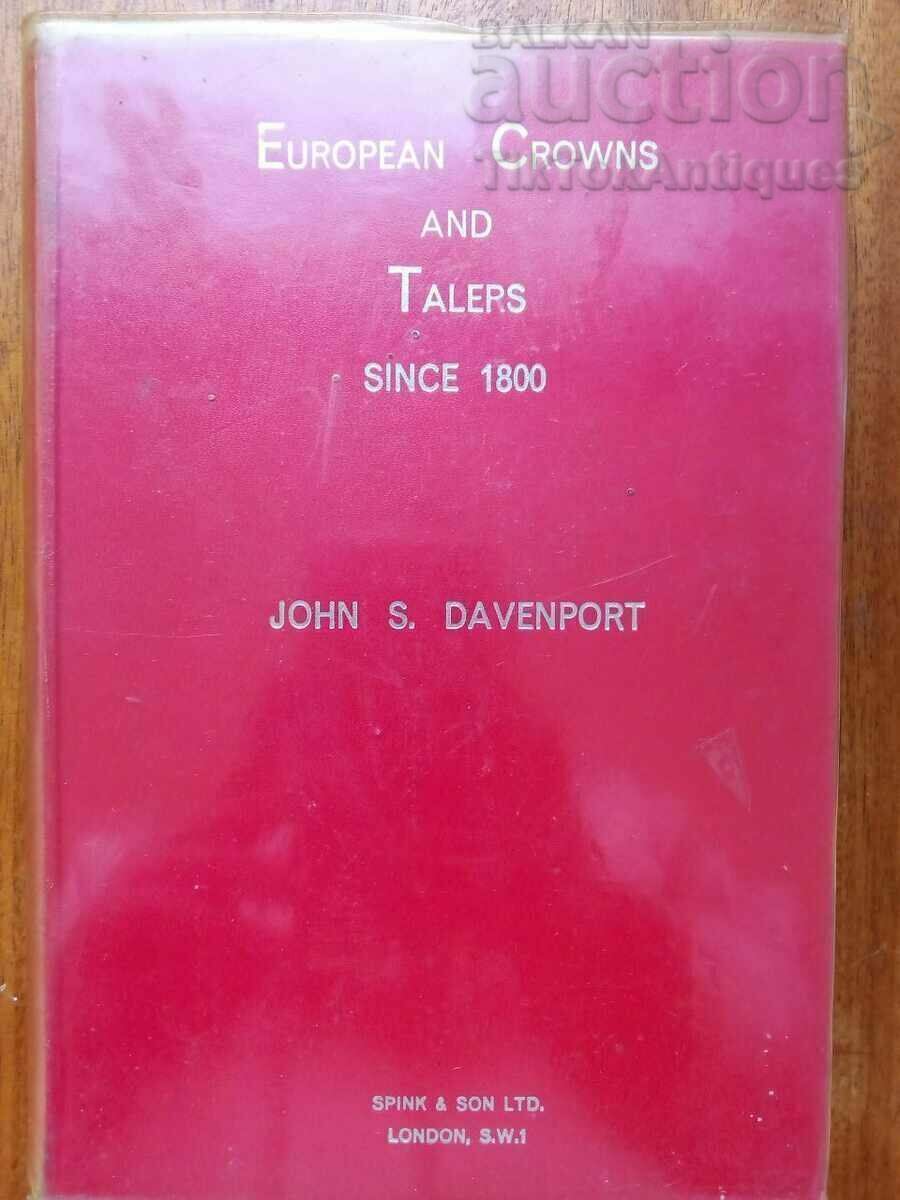 BALKAN
auction
TikTokAntiques
EUROPEAN CROWNS
AND
TALERS
SINCE 1800
JOHN S. DAVENPORT
SPINK & SON LTD.
LONDON, S.W.1